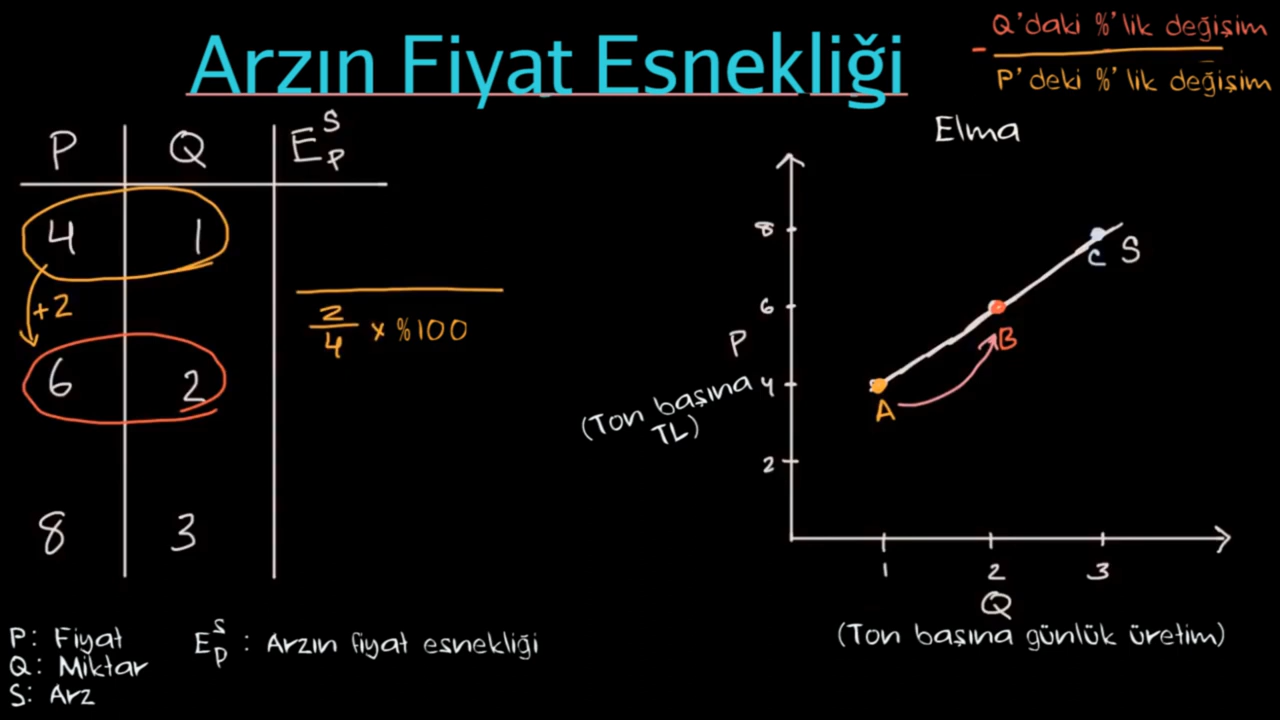 Arzın Fiyat Esnekliği
- Q'daki %'lik değişim
P'deki %'lik değişim
P Q E S P
4 1
+2
2
4 x %100
6 2
8 3
Elma
8
6
4
2
P
(Ton başına
TL)
A
B
C S
1 2 3
Q
(Ton başına günlük üretim)
P: Fiyat
Q: Miktar
S: Arz
E S P : Arzın fiyat esnekliği